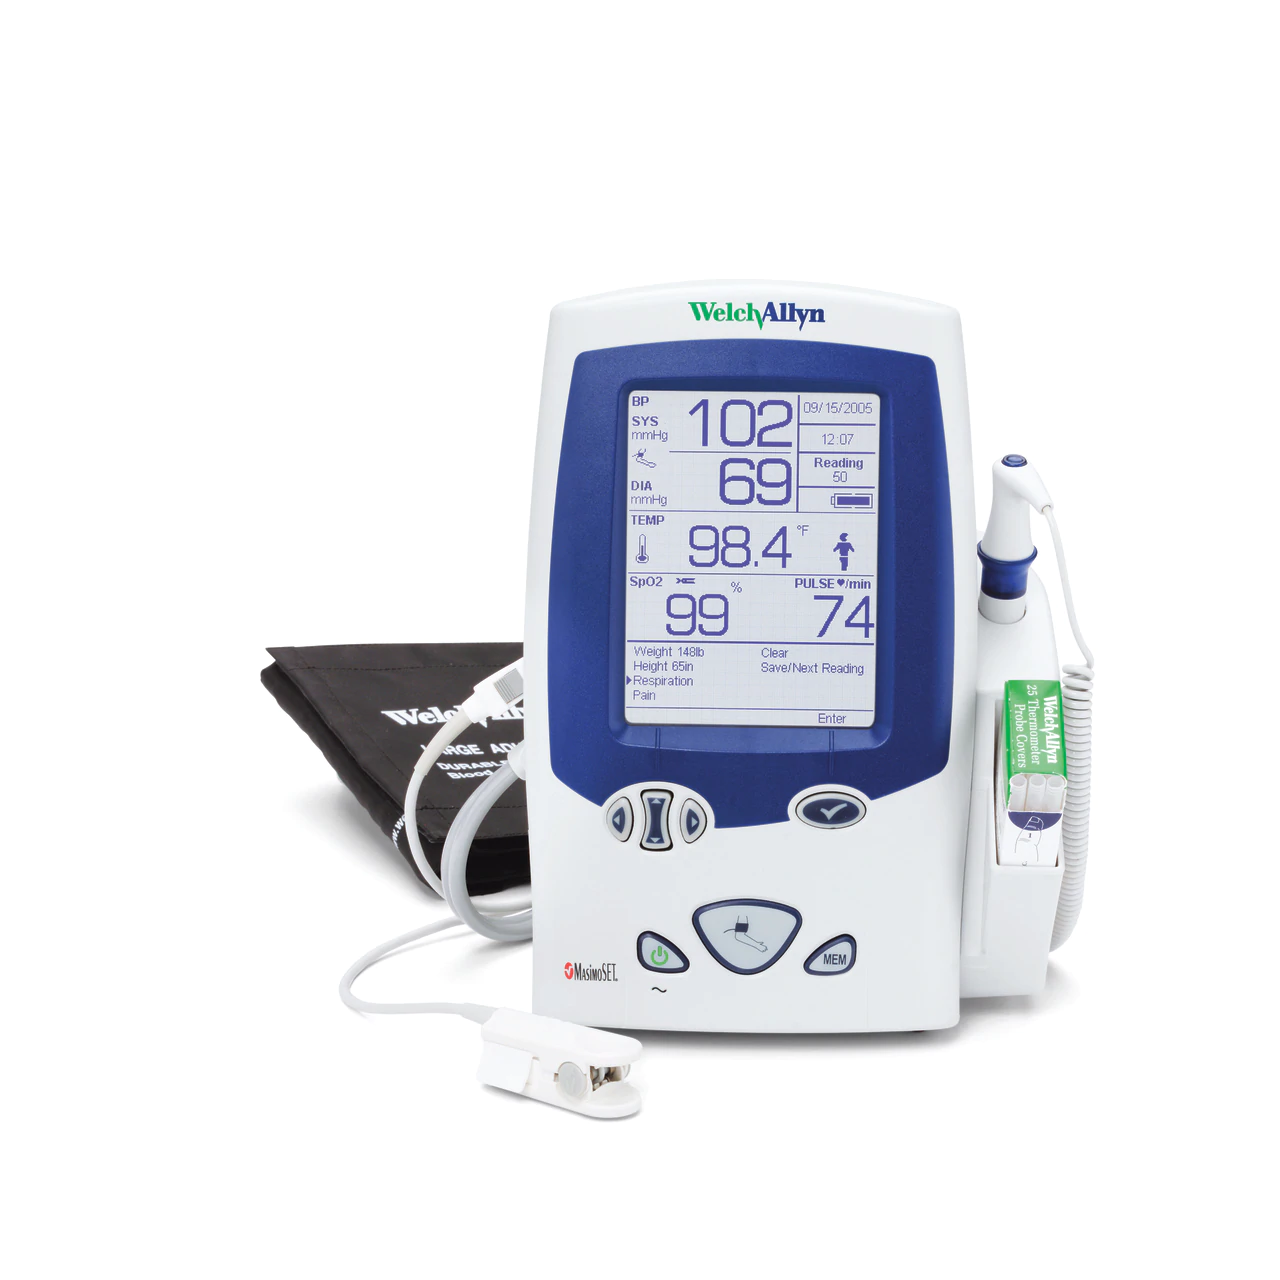 WelchAllyn
BP
SYS
mmHg
102
09/15/2005
12:07
DIA
mmHg
69
Reading
50
TEMP
98.4 °F
SpO2 %
99
PULSE♥/min
74
Weight 148lb
Height 65in
Respiration
Pain
Clear
Save/Next Reading
Enter
MEM
MasimoSET.
WelchAllyn
25 Thermometer
Probe Covers
DURABLE
Blood